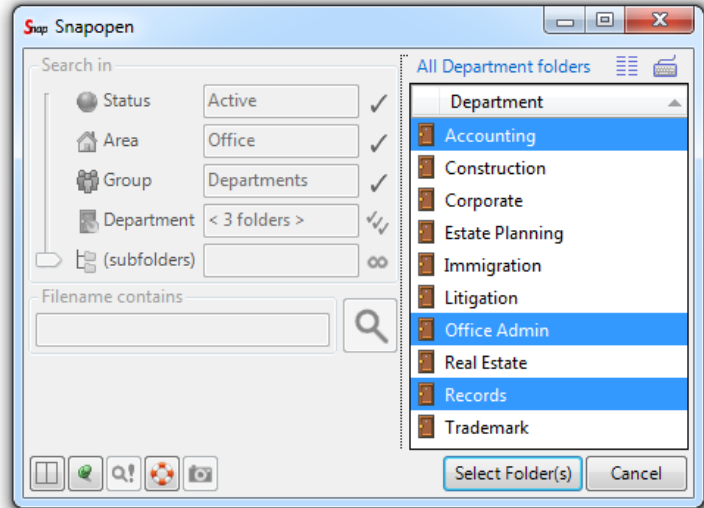 Snap Snapopen
Search in
Status Active
Area Office
Group Departments
Department < 3 folders >
(subfolders)
Filename contains
All Department folders
Department
Accounting
Construction
Corporate
Estate Planning
Immigration
Litigation
Office Admin
Real Estate
Records
Trademark
Select Folder(s) Cancel